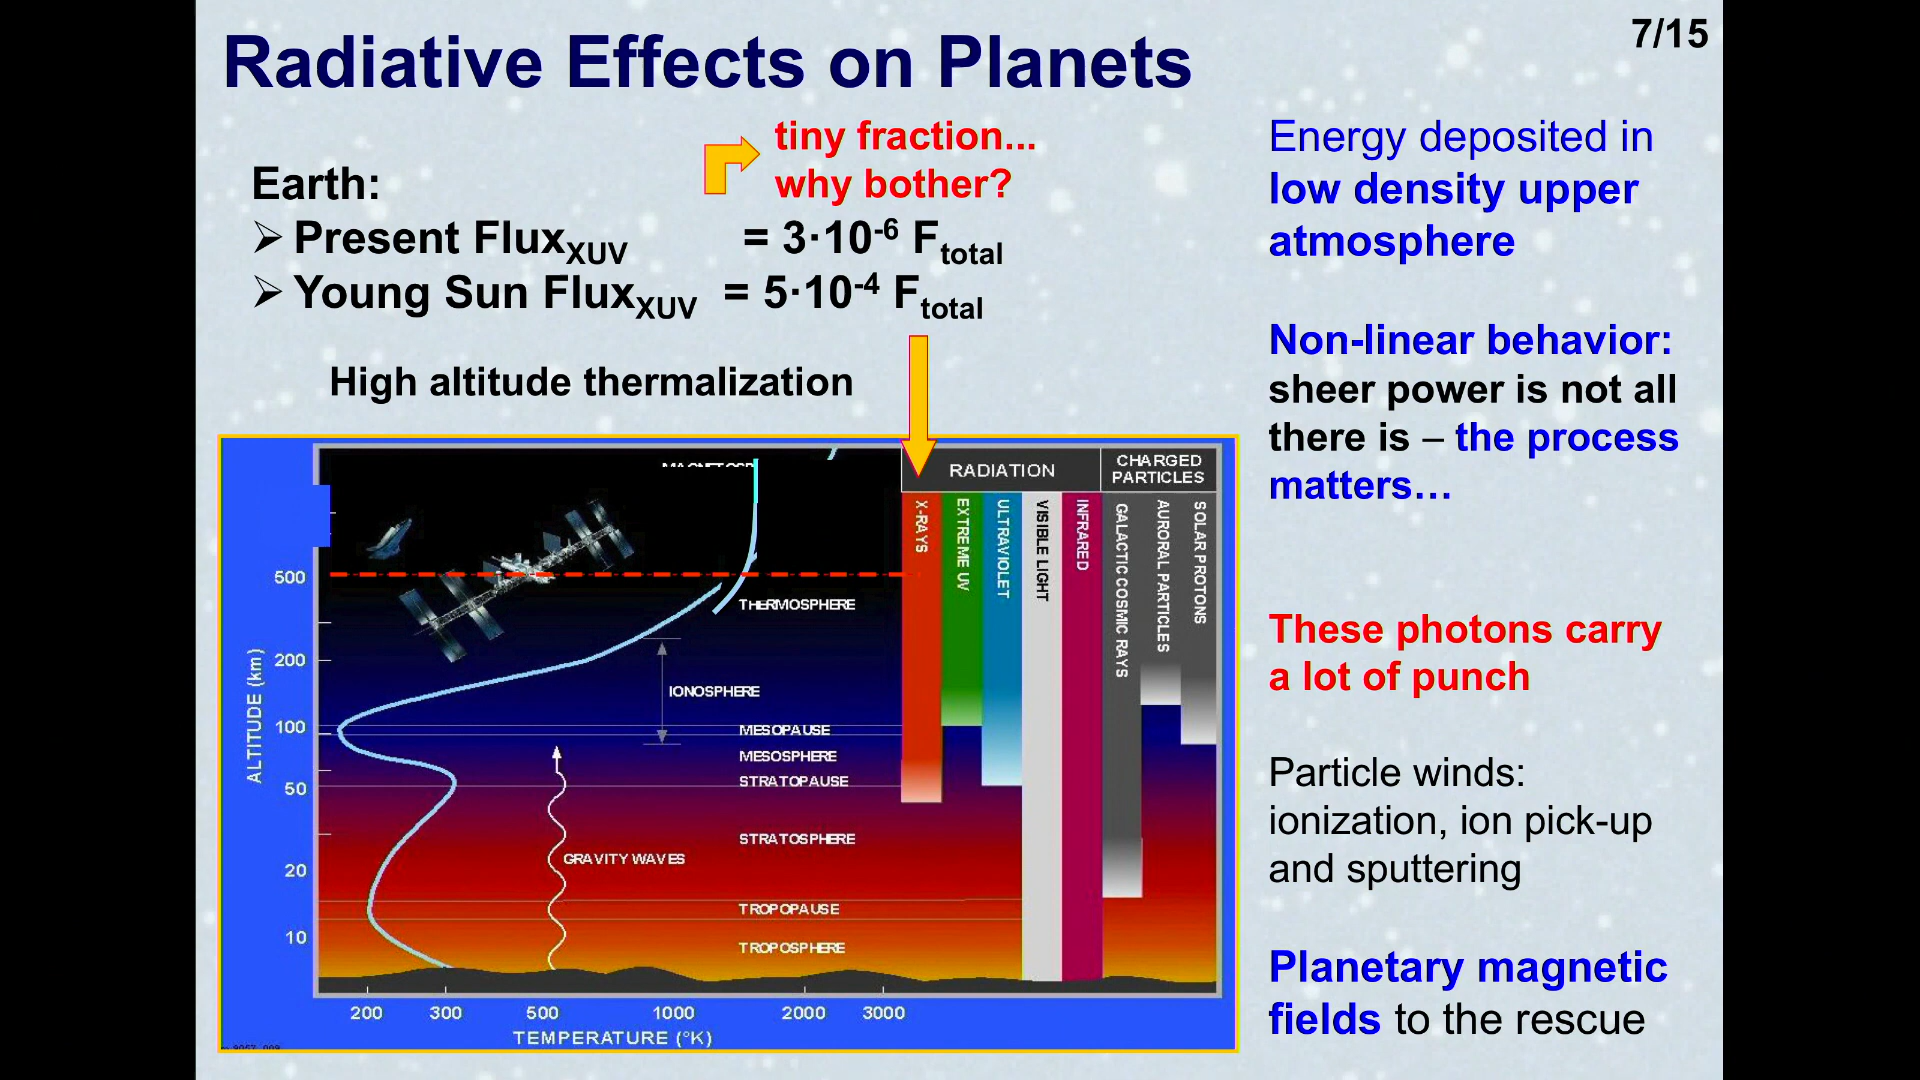 7/15
Radiative Effects on Planets
tiny fraction...
why bother?
Earth:
➢ Present Flux_XUV = 3·10^-6 F_total
➢ Young Sun Flux_XUV = 5·10^-4 F_total
High altitude thermalization
RADIATION
CHARGED
PARTICLES
X-RAYS
EXTREME UV
ULTRAVIOLET
VISIBLE LIGHT
INFRARED
GALACTIC COSMIC RAYS
AURORAL PARTICLES
SOLAR PROTONS
500
THERMOSPHERE
200
IONOSPHERE
100
MESOPAUSE
MESOSPHERE
STRATOPAUSE
50
STRATOSPHERE
GRAVITY WAVES
20
TROPOPAUSE
10
TROPOSPHERE
ALTITUDE (km)
200 300 500 1000 2000 3000
TEMPERATURE (°K)
Energy deposited in
low density upper
atmosphere
Non-linear behavior:
sheer power is not all
there is – the process
matters…
These photons carry
a lot of punch
Particle winds:
ionization, ion pick-up
and sputtering
Planetary magnetic
fields to the rescue